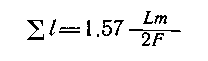 ∑ l = 1.57 Lm / 2F